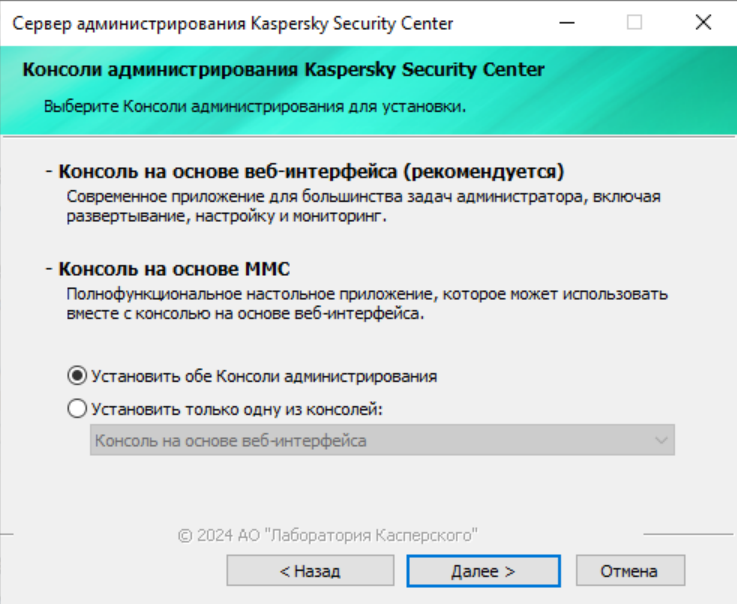 Сервер администрирования Kaspersky Security Center
Консоли администрирования Kaspersky Security Center
Выберите Консоли администрирования для установки.
- Консоль на основе веб-интерфейса (рекомендуется)
Современное приложение для большинства задач администратора, включая
развертывание, настройку и мониторинг.
- Консоль на основе MMC
Полнофункциональное настольное приложение, которое может использовать
вместе с консолью на основе веб-интерфейса.
Установить обе Консоли администрирования
Установить только одну из консолей:
Консоль на основе веб-интерфейса
© 2024 АО "Лаборатория Касперского"
< Назад
Далее >
Отмена